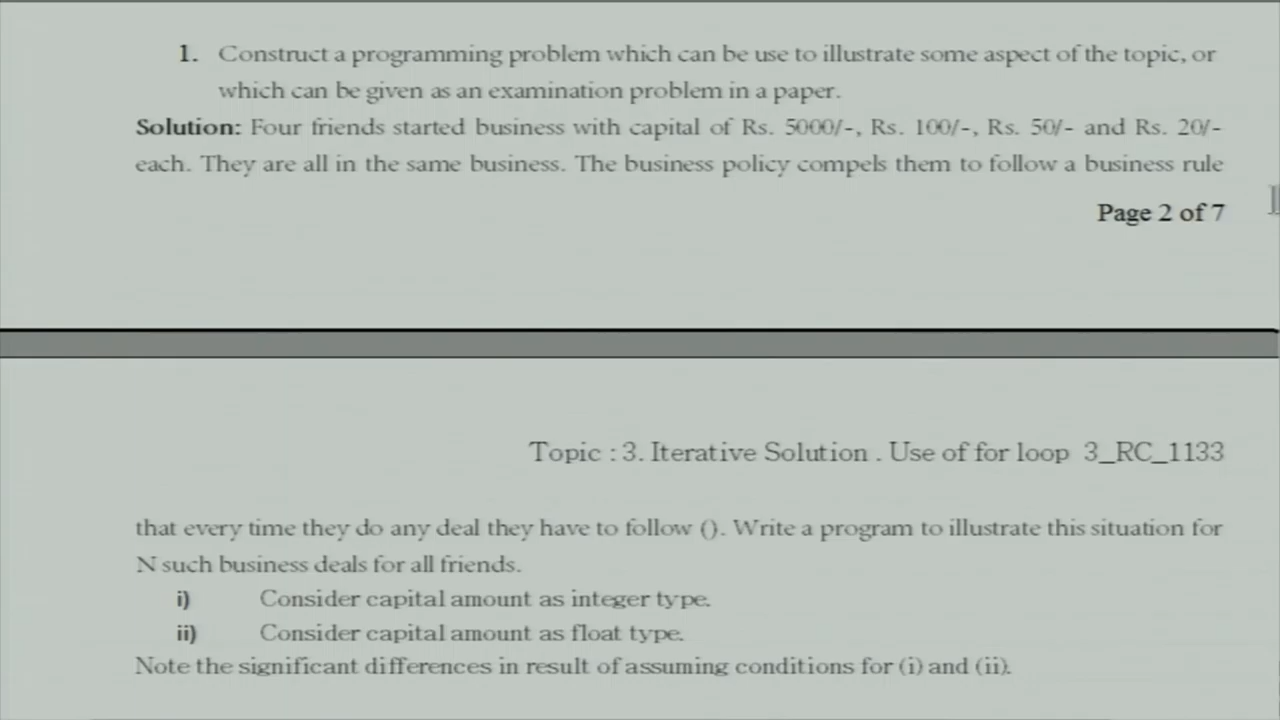 1. Construct a programming problem which can be use to illustrate some aspect of the topic, or
which can be given as an examination problem in a paper.
Solution: Four friends started business with capital of Rs. 5000/-, Rs. 100/-, Rs. 50/- and Rs. 20/-
each. They are all in the same business. The business policy compels them to follow a business rule
Page 2 of 7
Topic : 3. Iterative Solution . Use of for loop 3_RC_1133
that every time they do any deal they have to follow (). Write a program to illustrate this situation for
N such business deals for all friends.
i) Consider capital amount as integer type.
ii) Consider capital amount as float type.
Note the significant differences in result of assuming conditions for (i) and (ii).